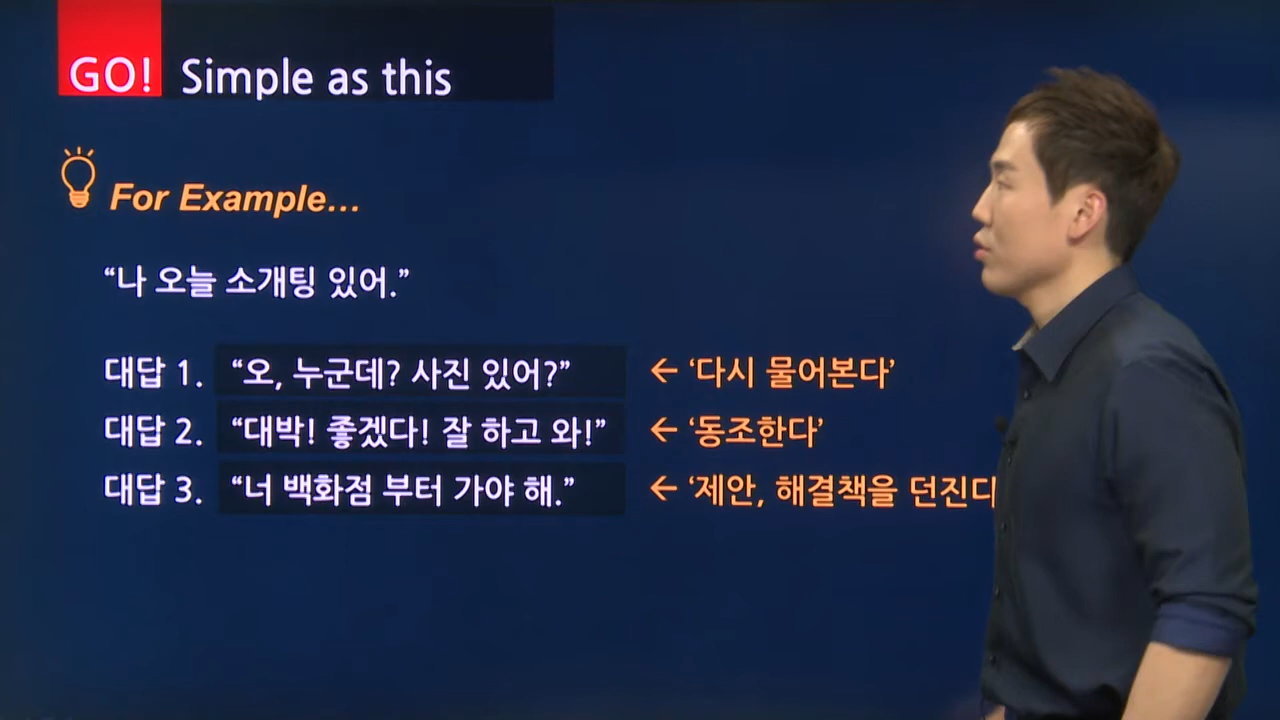 GO! Simple as this
For Example...
“나 오늘 소개팅 있어.”
대답 1. “오, 누군데? 사진 있어?” ← ‘다시 물어본다’
대답 2. “대박! 좋겠다! 잘 하고 와!” ← ‘동조한다’
대답 3. “너 백화점 부터 가야 해.” ← ‘제안, 해결책을 던진다